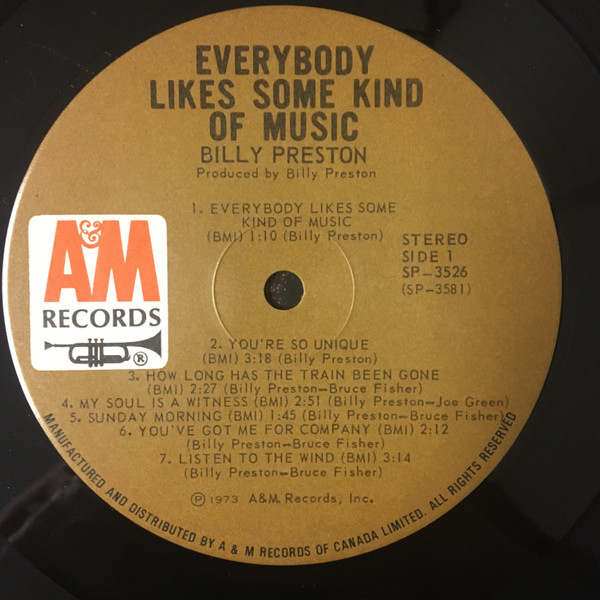 EVERYBODY
LIKES SOME KIND
OF MUSIC
BILLY PRESTON
Produced by Billy Preston
1. EVERYBODY LIKES SOME
KIND OF MUSIC
(BMI) 1:10 (Billy Preston)
STEREO
SIDE 1
SP-3526
(SP-3581)
A&M
RECORDS
®
2. YOU'RE SO UNIQUE
(BMI) 3:18 (Billy Preston)
3. HOW LONG HAS THE TRAIN BEEN GONE
(BMI) 2:27 (Billy Preston-Bruce Fisher)
4. MY SOUL IS A WITNESS (BMI) 2:51 (Billy Preston-Joe Green)
5. SUNDAY MORNING (BMI) 1:45 (Billy Preston-Bruce Fisher)
6. YOU'VE GOT ME FOR COMPANY (BMI) 2:12
(Billy Preston-Bruce Fisher)
7. LISTEN TO THE WIND (BMI) 3:14
(Billy Preston-Bruce Fisher)
℗ 1973 A&M. Records, Inc.
MANUFACTURED AND DISTRIBUTED BY A & M RECORDS OF CANADA LIMITED. ALL RIGHTS RESERVED